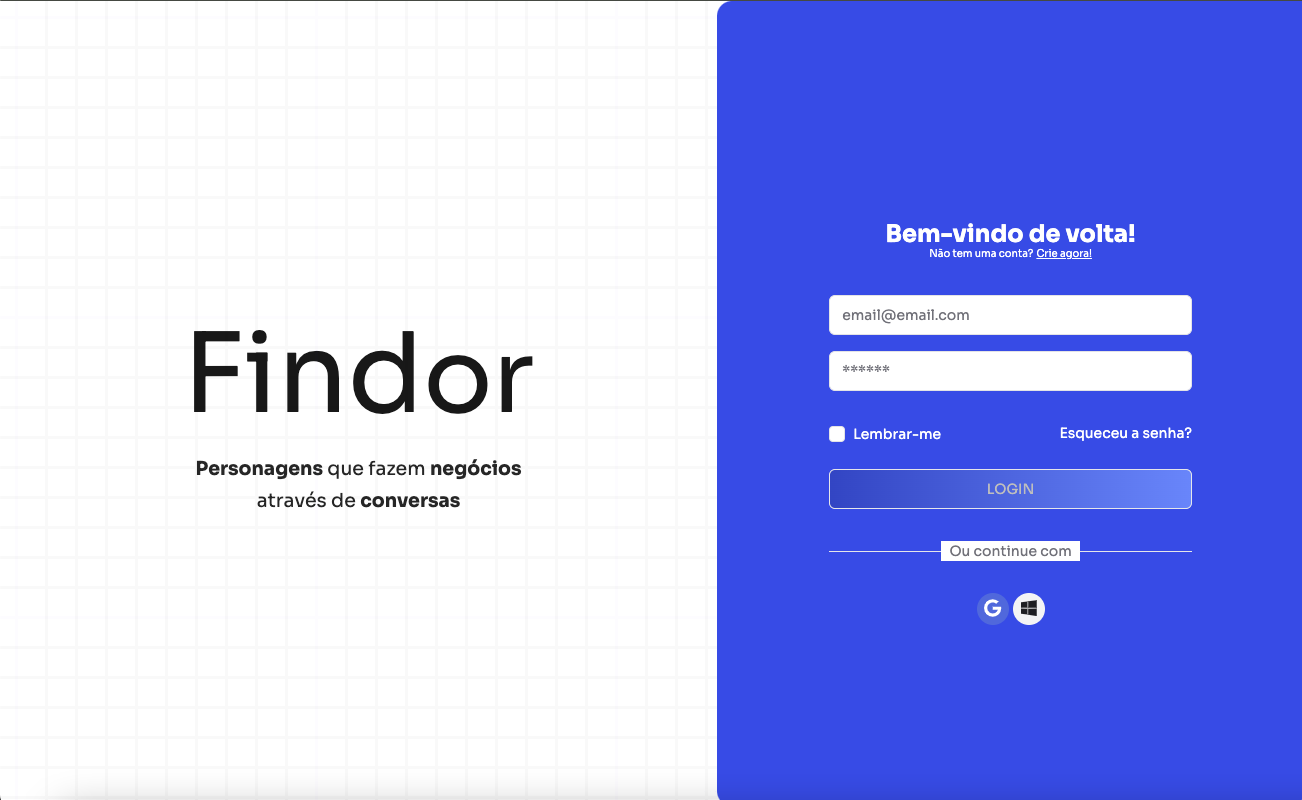 Findor
Personagens que fazem negócios
através de conversas
Bem-vindo de volta!
Não tem uma conta? Crie agora!
email@email.com
******
Lembrar-me
Esqueceu a senha?
LOGIN
Ou continue com
G